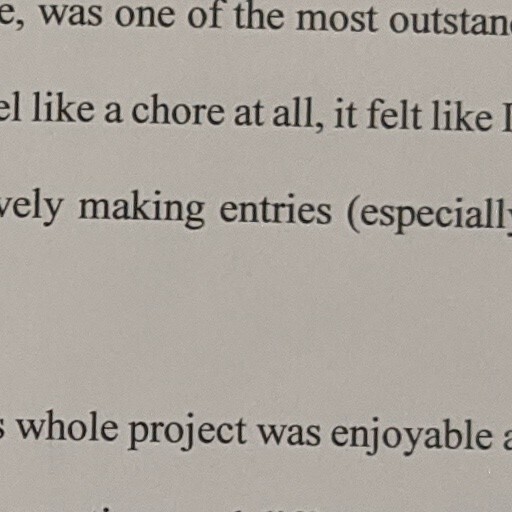 e, was one of the most outstan
el like a chore at all, it felt like I
vely making entries (especially
s whole project was enjoyable a